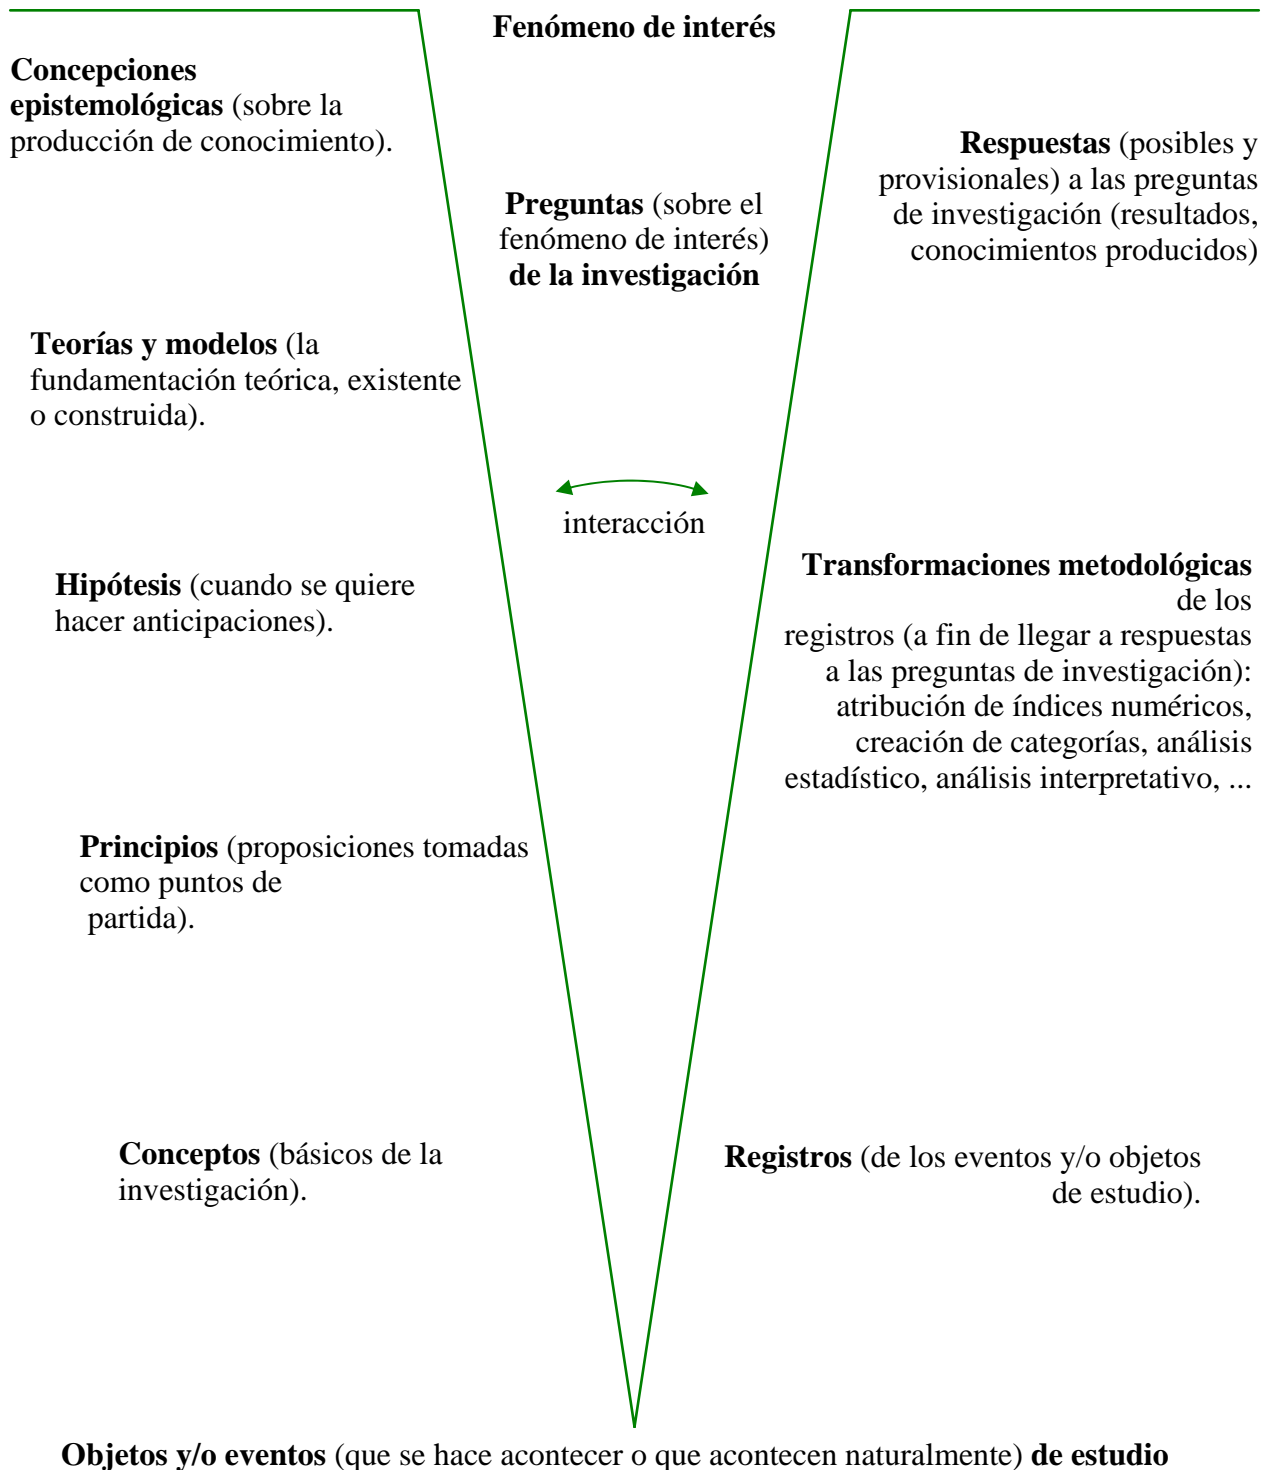 Fenómeno de interés
Concepciones
epistemológicas (sobre la
producción de conocimiento).
Respuestas (posibles y
provisionales) a las preguntas
de investigación (resultados,
conocimientos producidos)
Preguntas (sobre el
fenómeno de interés)
de la investigación
Teorías y modelos (la
fundamentación teórica, existente
o construida).
interacción
Hipótesis (cuando se quiere
hacer anticipaciones).
Transformaciones metodológicas
de los
registros (a fin de llegar a respuestas
a las preguntas de investigación):
atribución de índices numéricos,
creación de categorías, análisis
estadístico, análisis interpretativo, ...
Principios (proposiciones tomadas
como puntos de
partida).
Conceptos (básicos de la
investigación).
Registros (de los eventos y/o objetos
de estudio).
Objetos y/o eventos (que se hace acontecer o que acontecen naturalmente) de estudio